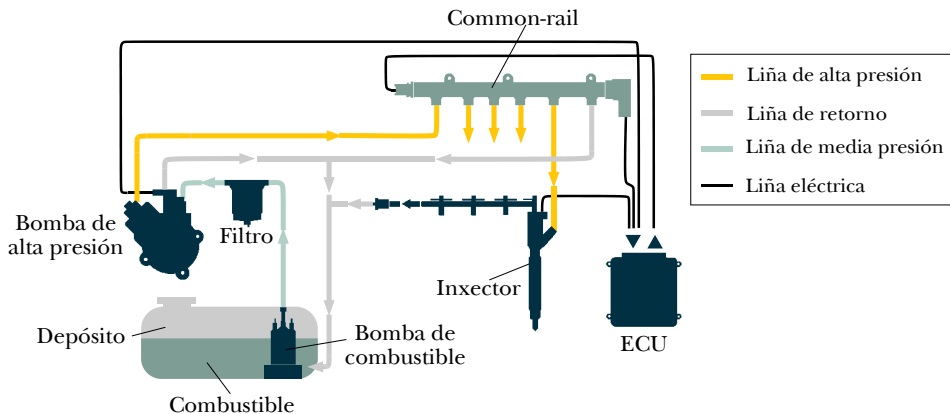 Common-rail
Liña de alta presión
Liña de retorno
Liña de media presión
Liña eléctrica
Bomba de
alta presión
Filtro
Inxector
ECU
Depósito
Bomba de
combustible
Combustible